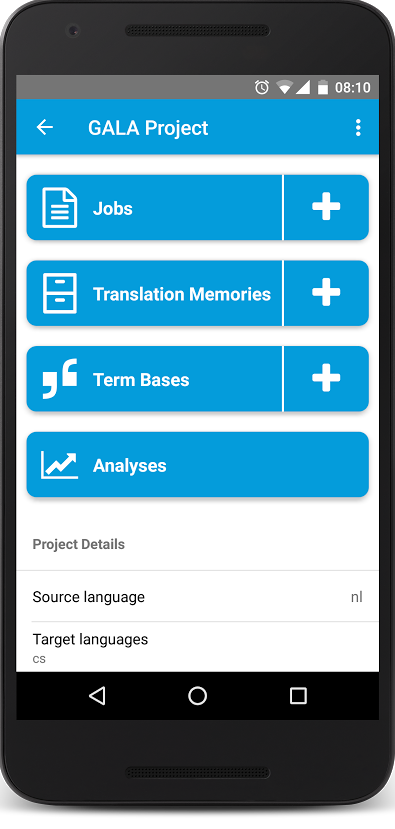 08:10
GALA Project
Jobs
Translation Memories
Term Bases
Analyses
Project Details
Source language nl
Target languages
cs